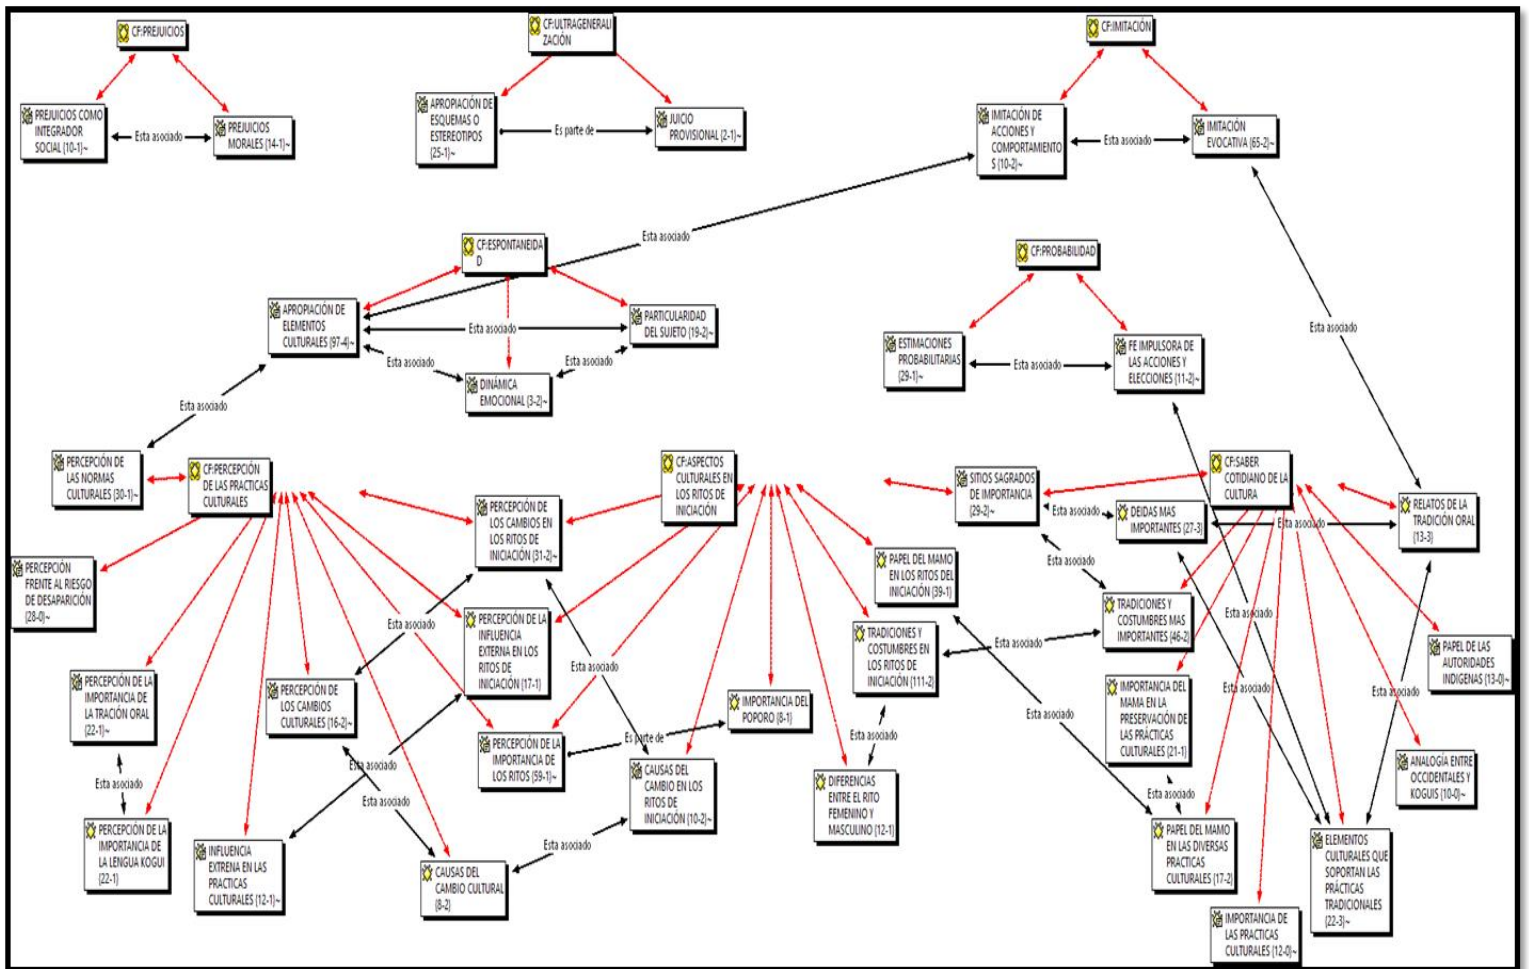 CF:PREJUICIOS
PREJUICIOS COMO
INTEGRADOR
SOCIAL {10-1}~
Esta asociado
PREJUICIOS
MORALES {14-1}~
CF:ULTRAGENERALI
ZACIÓN
APROPIACIÓN DE
ESQUEMAS O
ESTEREOTIPOS
{25-1}~
Es parte de
JUICIO
PROVISIONAL {2-1}~
CF:IMITACIÓN
IMITACIÓN DE
ACCIONES Y
COMPORTAMIENTO
S {10-2}~
Esta asociado
IMITACIÓN
EVOCATIVA {65-2}~
Esta asociado
CF:ESPONTANEIDA
D
APROPIACIÓN DE
ELEMENTOS
CULTURALES {97-4}~
Esta asociado
PARTICULARIDAD
DEL SUJETO {19-2}~
Esta asociado
Esta asociado
DINÁMICA
EMOCIONAL {3-2}~
CF:PROBABILIDAD
ESTIMACIONES
PROBABILITARIAS
{29-1}~
Esta asociado
FE IMPULSORA DE
LAS ACCIONES Y
ELECCIONES {11-2}~
Esta asociado
Esta asociado
PERCEPCIÓN DE
LAS NORMAS
CULTURALES {30-1}~
CF:PERCEPCIÓN
DE LAS PRACTICAS
CULTURALES
PERCEPCIÓN DE
LOS CAMBIOS EN
LOS RITOS DE
INICIACIÓN {31-2}~
CF:ASPECTOS
CULTURALES EN
LOS RITOS DE
INICIACIÓN
SITIOS SAGRADOS
DE IMPORTANCIA
{29-2}~
CF:SABER
COTIDIANO DE LA
CULTURA
Esta asociado
DEIDAS MAS
IMPORTANTES {27-3}
Esta asociado
RELATOS DE LA
TRADICIÓN ORAL
{13-3}
PERCEPCIÓN
FRENTE AL RIESGO
DE DESAPARICIÓN
{28-0}~
PAPEL DEL MAMO
EN LOS RITOS DEL
INICIACIÓN {39-1}
Esta asociado
TRADICIONES Y
COSTUMBRES MAS
IMPORTANTES {46-2}
Esta asociado
PERCEPCIÓN DE LA
INFLUENCIA
EXTERNA EN LOS
RITOS DE
INICIACIÓN {17-1}
Esta asociado
TRADICIONES Y
COSTUMBRES EN
LOS RITOS DE
INICIACIÓN {111-2}
Esta asociado
PAPEL DE LAS
AUTORIDADES
INDIGENAS {13-0}~
PERCEPCIÓN DE LA
IMPORTANCIA DE
LA TRACIÓN ORAL
{22-1}~
PERCEPCIÓN DE
LOS CAMBIOS
CULTURALES {16-2}~
Esta asociado
IMPORTANCIA DEL
POPORO {8-1}~
IMPORTANCIA DEL
MAMA EN LA
PRESERVACIÓN DE
LAS PRÁCTICAS
CULTURALES {21-1}
Esta asociado
Esta asociado
Esta asociado
PERCEPCIÓN DE LA
IMPORTANCIA DE
LOS RITOS {59-1}~
Es parte de
Esta asociado
CAUSAS DEL
CAMBIO EN LOS
RITOS DE
INICIACIÓN {10-2}~
DIFERENCIAS
ENTRE EL RITO
FEMENINO Y
MASCULINO {12-1}
ANALOGÍA ENTRE
OCCIDENTALES Y
KOGUIS {10-0}~
Esta asociado
Esta asociado
Esta asociado
Esta asociado
PERCEPCIÓN DE LA
IMPORTANCIA DE
LA LENGUA KOGUI
{22-1}
INFLUENCIA
EXTRENA EN LAS
PRACTICAS
CULTURALES {12-1}~
CAUSAS DEL
CAMBIO CULTURAL
{8-2}
Esta asociado
PAPEL DEL MAMO
EN LAS DIVERSAS
PRACTICAS
CULTURALES {17-2}
ELEMENTOS
CULTURALES QUE
SOPORTAN LAS
PRÁCTICAS
TRADICIONALES
{22-3}~
IMPORTANCIA DE
LAS PRACTICAS
CULTURALES {12-0}~